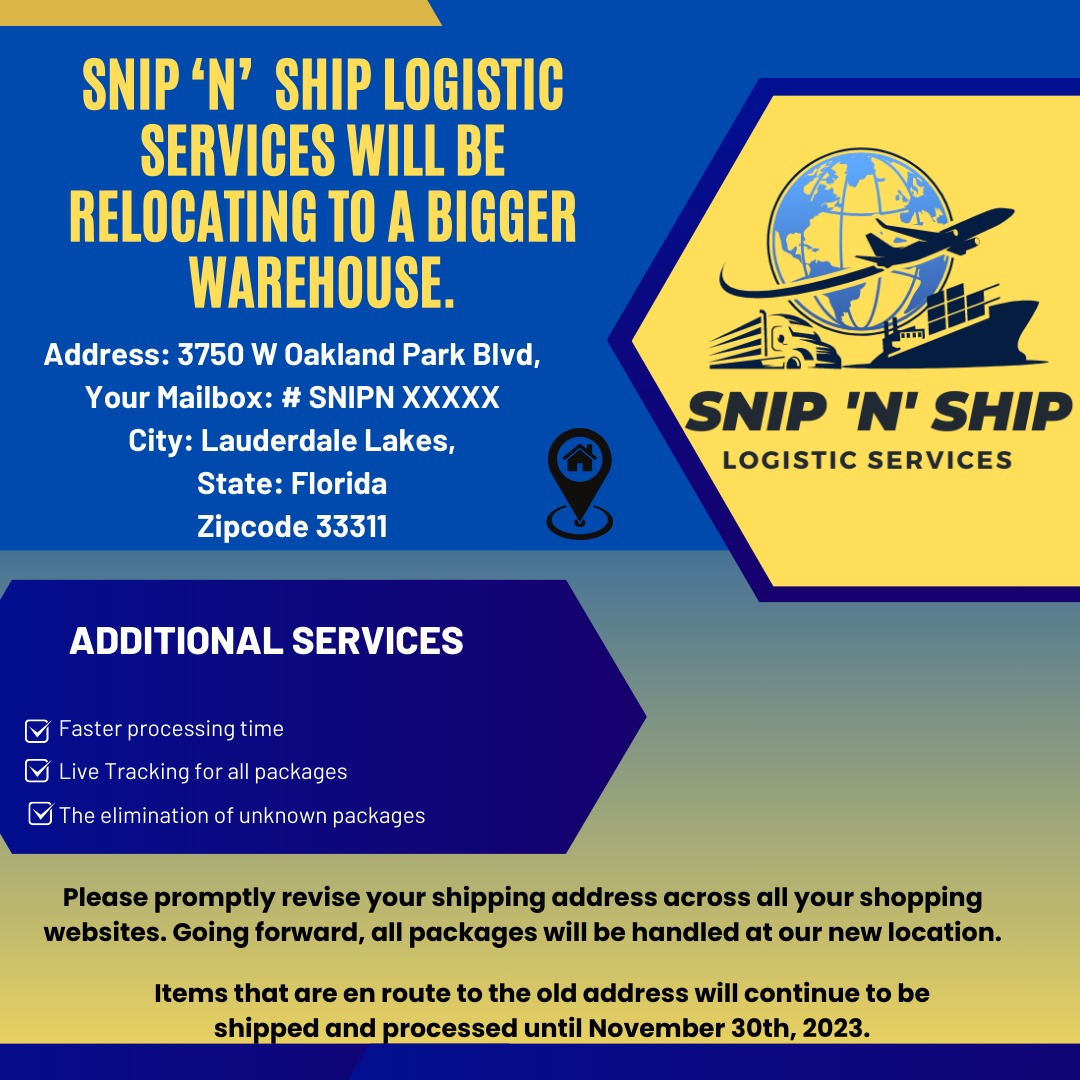 SNIP ‘N’ SHIP LOGISTIC
SERVICES WILL BE
RELOCATING TO A BIGGER
WAREHOUSE.
Address: 3750 W Oakland Park Blvd,
Your Mailbox: # SNIPN XXXXX
City: Lauderdale Lakes,
State: Florida
Zipcode 33311
SNIP 'N' SHIP
LOGISTIC SERVICES
ADDITIONAL SERVICES
Faster processing time
Live Tracking for all packages
The elimination of unknown packages
Please promptly revise your shipping address across all your shopping
websites. Going forward, all packages will be handled at our new location.
Items that are en route to the old address will continue to be
shipped and processed until November 30th, 2023.